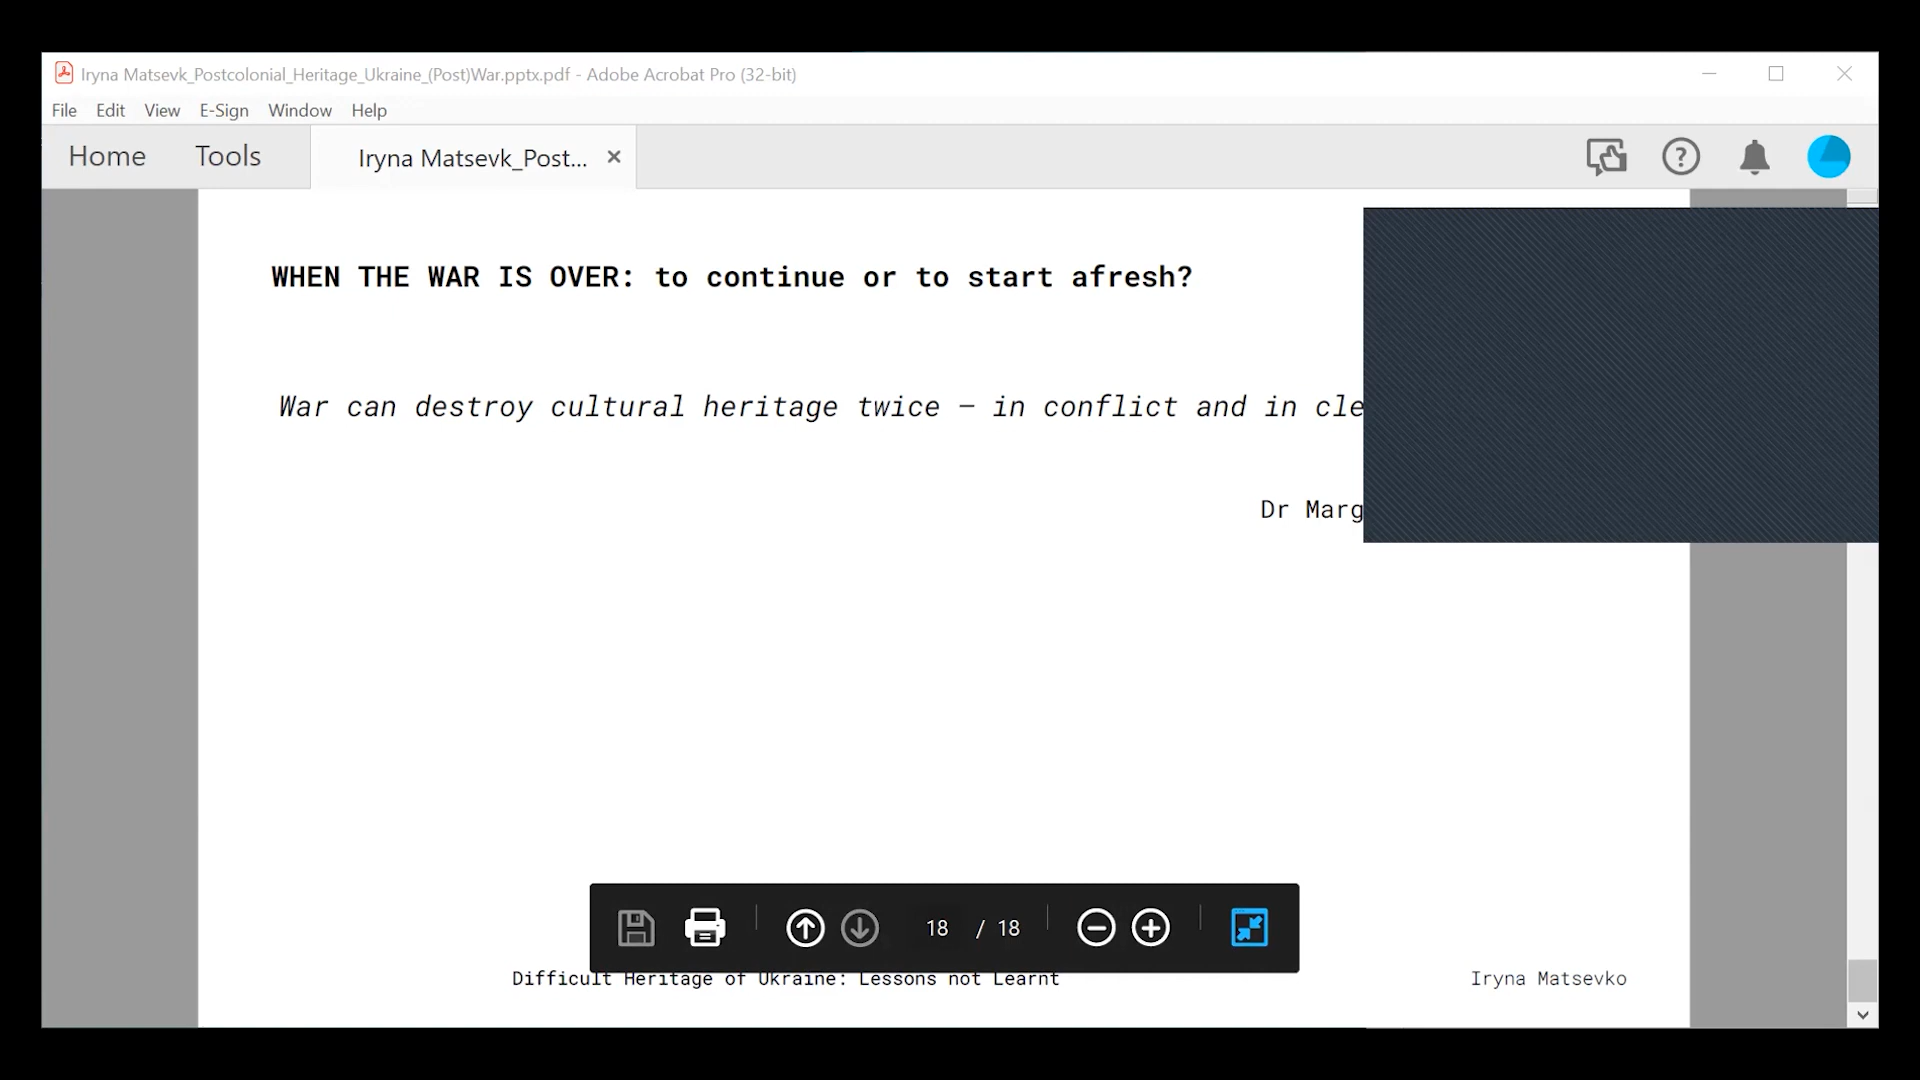 Iryna Matsevk_Postcolonial_Heritage_Ukraine_(Post)War.pptx.pdf - Adobe Acrobat Pro (32-bit)
File Edit View E-Sign Window Help
Home Tools Iryna Matsevk_Post...
WHEN THE WAR IS OVER: to continue or to start afresh?
War can destroy cultural heritage twice – in conflict and in cle
Dr Marg
18 / 18
Difficult Heritage of Ukraine: Lessons not Learnt
Iryna Matsevko